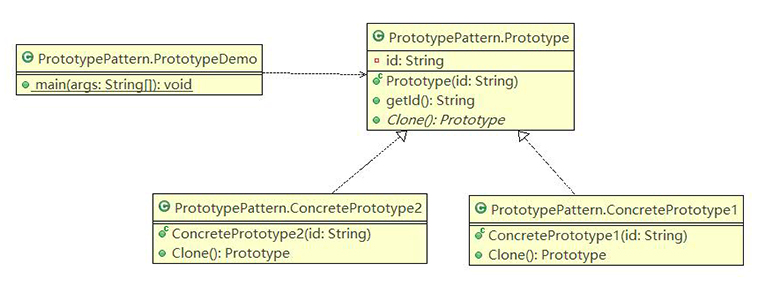 PrototypePattern.PrototypeDemo
main(args: String[]): void
PrototypePattern.Prototype
id: String
Prototype(id: String)
getId(): String
Clone(): Prototype
PrototypePattern.ConcretePrototype2
ConcretePrototype2(id: String)
Clone(): Prototype
PrototypePattern.ConcretePrototype1
ConcretePrototype1(id: String)
Clone(): Prototype